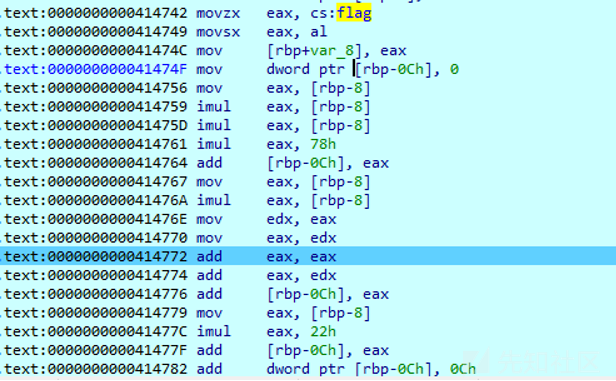 .text:0000000000414742 movzx eax, cs:flag
.text:0000000000414749 movsx eax, al
.text:000000000041474C mov [rbp+var_8], eax
.text:000000000041474F mov dword ptr [rbp-0Ch], 0
.text:0000000000414756 mov eax, [rbp-8]
.text:0000000000414759 imul eax, [rbp-8]
.text:000000000041475D imul eax, [rbp-8]
.text:0000000000414761 imul eax, 78h
.text:0000000000414764 add [rbp-0Ch], eax
.text:0000000000414767 mov eax, [rbp-8]
.text:000000000041476A imul eax, [rbp-8]
.text:000000000041476E mov edx, eax
.text:0000000000414770 mov eax, edx
.text:0000000000414772 add eax, eax
.text:0000000000414774 add eax, edx
.text:0000000000414776 add [rbp-0Ch], eax
.text:0000000000414779 mov eax, [rbp-8]
.text:000000000041477C imul eax, 22h
.text:000000000041477F add [rbp-0Ch], eax
.text:0000000000414782 add dword ptr [rbp-0Ch], 0Ch